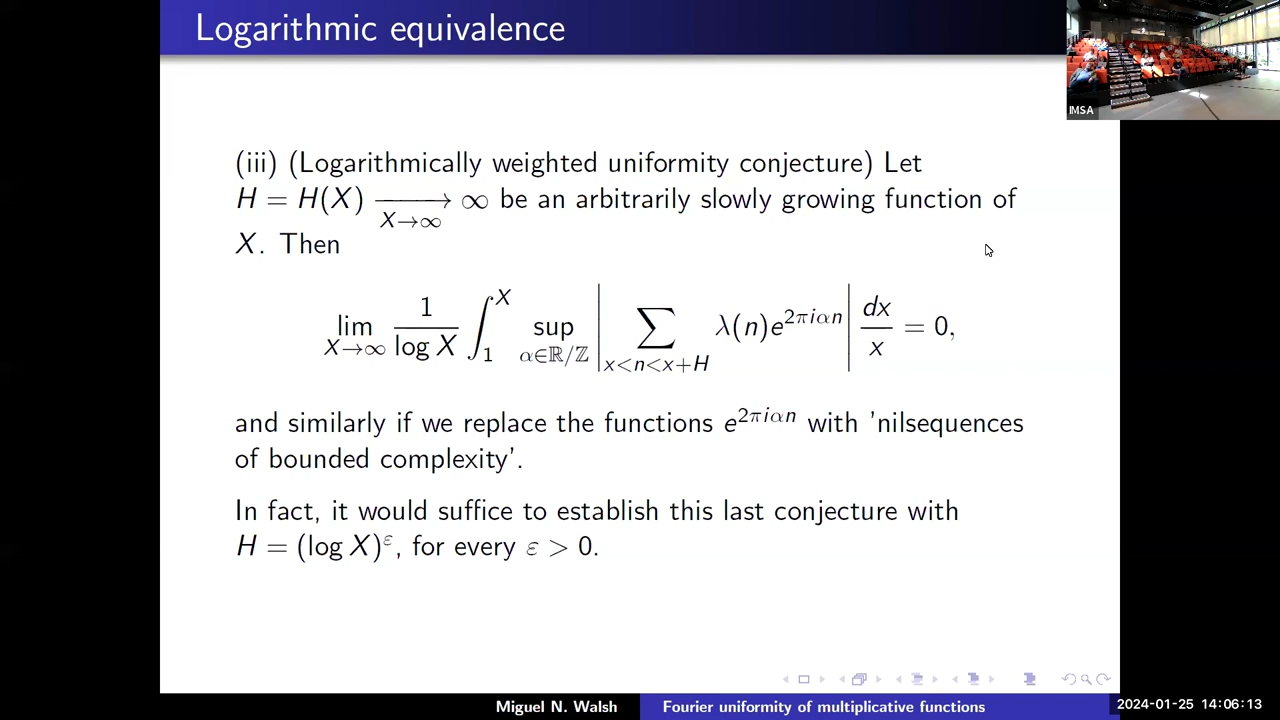 Logarithmic equivalence
IMSA
(iii) (Logarithmically weighted uniformity conjecture) Let
H = H(X) ⟶ ∞ be an arbitrarily slowly growing function of
X→∞
X. Then
lim_{X→∞} 1/log X ∫_1^X sup_{α∈ℝ/ℤ} | ∑_{x<n<x+H} λ(n)e^{2πiαn} | dx/x = 0,
and similarly if we replace the functions e^{2πiαn} with 'nilsequences
of bounded complexity'.
In fact, it would suffice to establish this last conjecture with
H = (log X)^ε, for every ε > 0.
Miguel N. Walsh
Fourier uniformity of multiplicative functions
2024-01-25 14:06:13